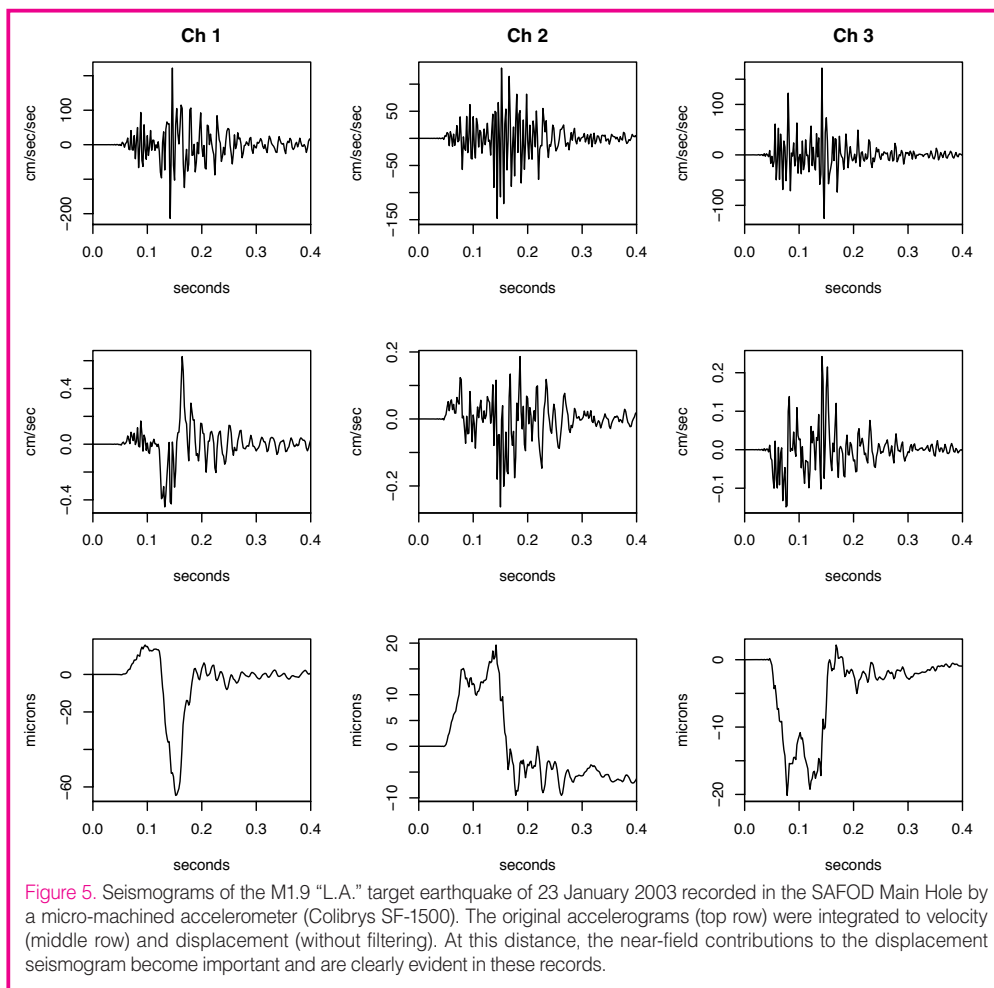 Ch 1
Ch 2
Ch 3
cm/sec/sec
100
0
−200
0.0 0.1 0.2 0.3 0.4
seconds
cm/sec/sec
50
−50
−150
0.0 0.1 0.2 0.3 0.4
seconds
cm/sec/sec
100
0
−100
0.0 0.1 0.2 0.3 0.4
seconds
cm/sec
0.4
0.0
−0.4
0.0 0.1 0.2 0.3 0.4
seconds
cm/sec
0.2
0.0
−0.2
0.0 0.1 0.2 0.3 0.4
seconds
cm/sec
0.2
0.1
0.0
−0.1
0.0 0.1 0.2 0.3 0.4
seconds
microns
0
−20
−60
0.0 0.1 0.2 0.3 0.4
seconds
microns
20
10
5
0
−10
0.0 0.1 0.2 0.3 0.4
seconds
microns
0
−10
−20
0.0 0.1 0.2 0.3 0.4
seconds
Figure 5. Seismograms of the M1.9 “L.A.” target earthquake of 23 January 2003 recorded in the SAFOD Main Hole by
a micro-machined accelerometer (Colibrys SF-1500). The original accelerograms (top row) were integrated to velocity
(middle row) and displacement (without filtering). At this distance, the near-field contributions to the displacement
seismogram become important and are clearly evident in these records.